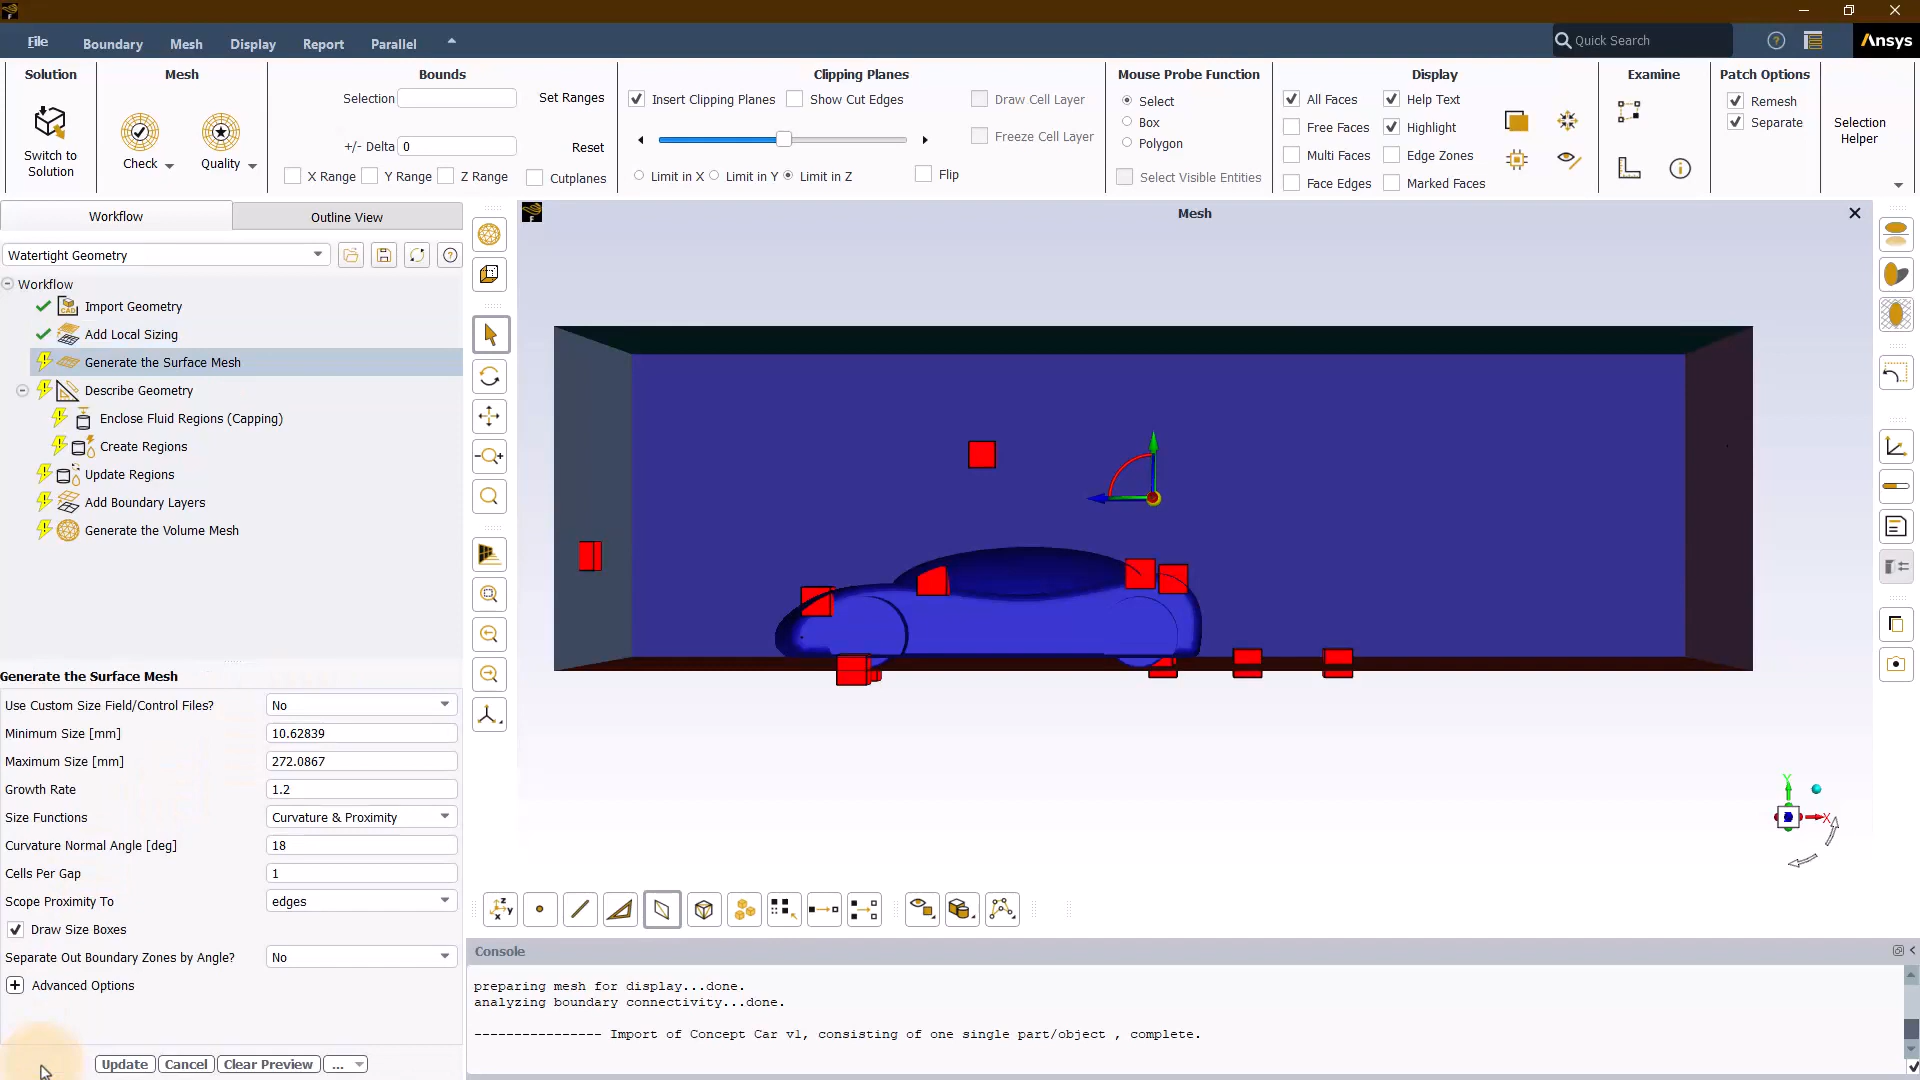 File Boundary Mesh Display Report Parallel Quick Search Ansys
Solution Mesh Bounds Clipping Planes Mouse Probe Function Display Examine Patch Options
Switch to Solution
Check
Quality
Selection Set Ranges
+/- Delta 0 Reset
X Range Y Range Z Range Cutplanes
Insert Clipping Planes Show Cut Edges Draw Cell Layer
Freeze Cell Layer
Limit in X Limit in Y Limit in Z Flip
Select
Box
Polygon
Select Visible Entities
All Faces Help Text
Free Faces Highlight
Multi Faces Edge Zones
Face Edges Marked Faces
Remesh
Separate
Selection Helper
Workflow Outline View
Mesh
Watertight Geometry
Workflow
Import Geometry
Add Local Sizing
Generate the Surface Mesh
Describe Geometry
Enclose Fluid Regions (Capping)
Create Regions
Update Regions
Add Boundary Layers
Generate the Volume Mesh
Generate the Surface Mesh
Use Custom Size Field/Control Files? No
Minimum Size [mm] 10.62839
Maximum Size [mm] 272.0867
Growth Rate 1.2
Size Functions Curvature & Proximity
Curvature Normal Angle [deg] 18
Cells Per Gap 1
Scope Proximity To edges
Draw Size Boxes
Separate Out Boundary Zones by Angle? No
Advanced Options
Update Cancel Clear Preview ...
Y
X
Console
preparing mesh for display...done.
analyzing boundary connectivity...done.
---------------- Import of Concept Car v1, consisting of one single part/object , complete.